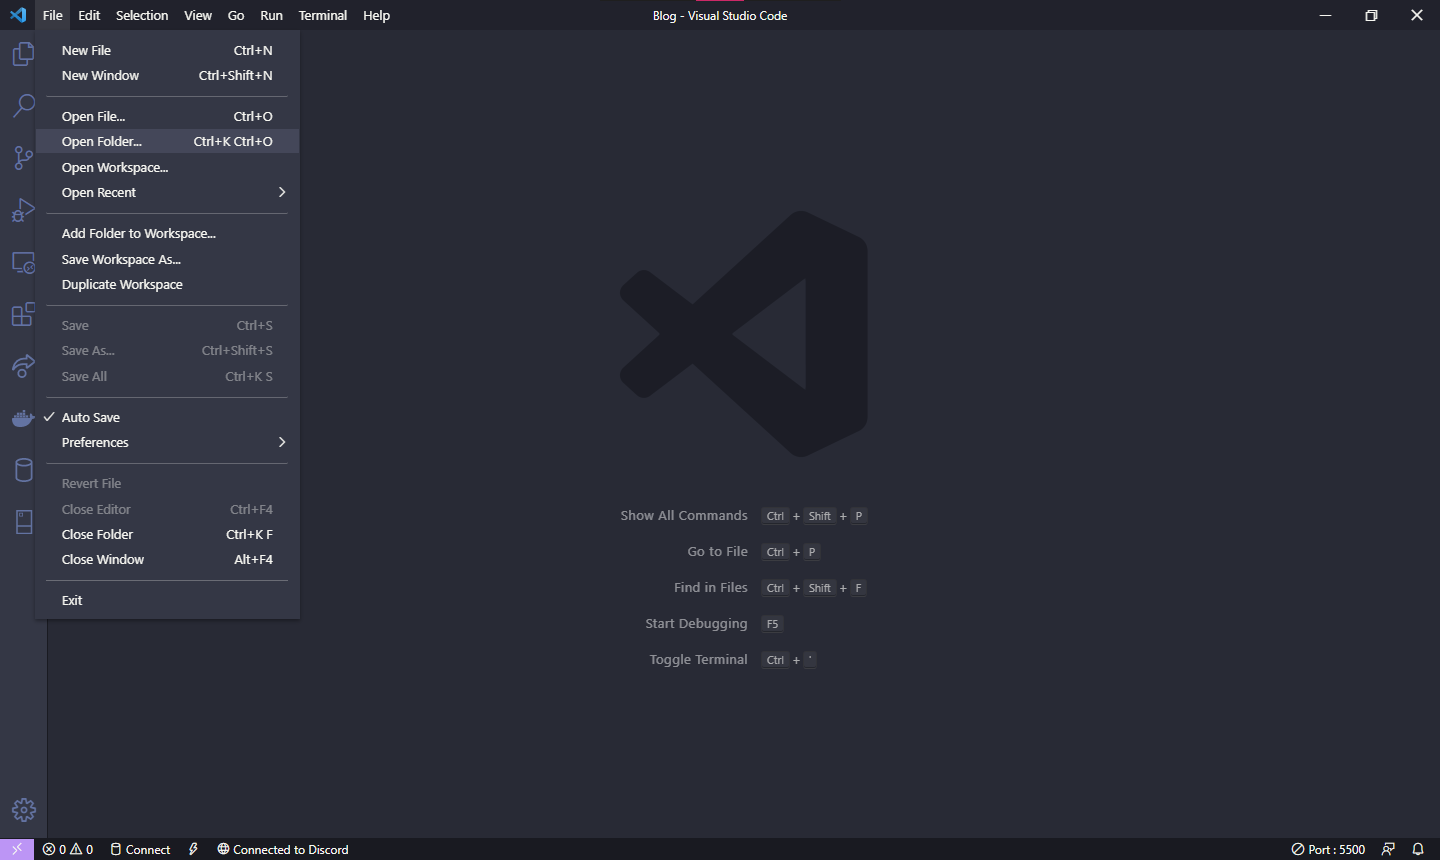 File Edit Selection View Go Run Terminal Help Blog - Visual Studio Code
New File Ctrl+N
New Window Ctrl+Shift+N
Open File... Ctrl+O
Open Folder... Ctrl+K Ctrl+O
Open Workspace...
Open Recent
Add Folder to Workspace...
Save Workspace As...
Duplicate Workspace
Save Ctrl+S
Save As... Ctrl+Shift+S
Save All Ctrl+K S
Auto Save
Preferences
Revert File
Close Editor Ctrl+F4
Close Folder Ctrl+K F
Close Window Alt+F4
Exit
Show All Commands Ctrl + Shift + P
Go to File Ctrl + P
Find in Files Ctrl + Shift + F
Start Debugging F5
Toggle Terminal Ctrl + `
0 0 Connect Connected to Discord Port : 5500